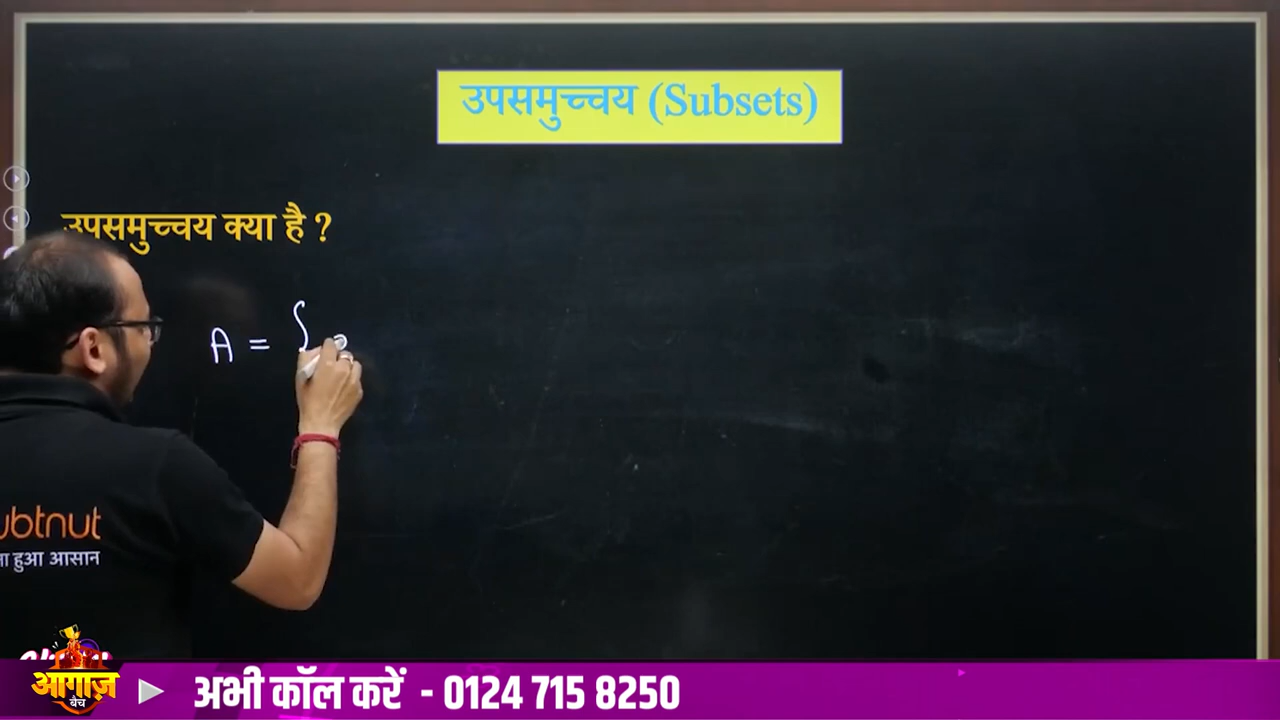 उपसमुच्चय (Subsets)
उपसमुच्चय क्या है ?
A = {
ubtnut
हुआ आसान
आगाज़
बैच
अभी कॉल करें - 0124 715 8250